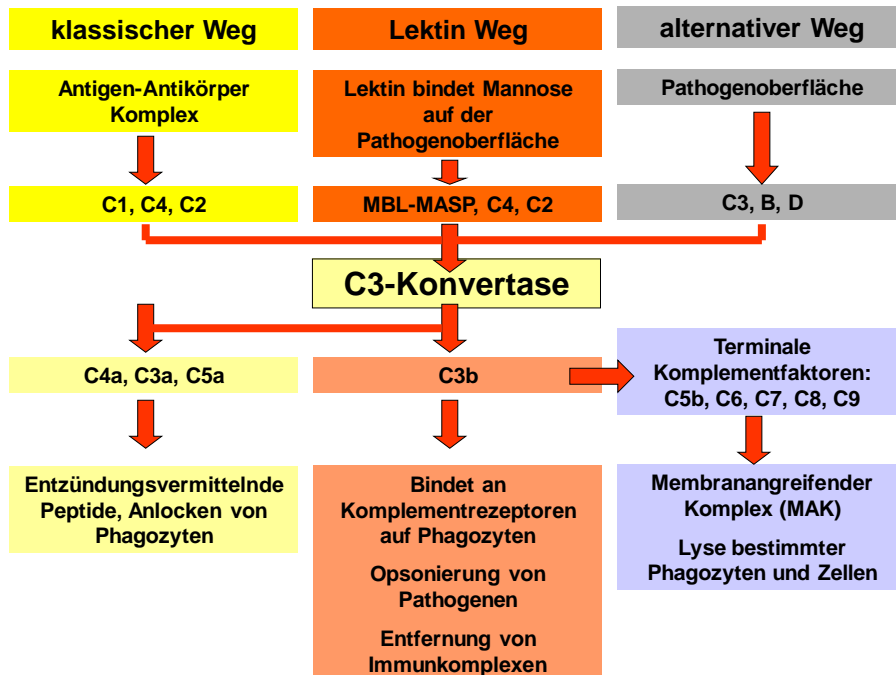 klassischer Weg
Lektin Weg
alternativer Weg
Antigen-Antikörper
Komplex
Lektin bindet Mannose
auf der
Pathogenoberfläche
Pathogenoberfläche
C1, C4, C2
MBL-MASP, C4, C2
C3, B, D
C3-Konvertase
C4a, C3a, C5a
C3b
Terminale
Komplementfaktoren:
C5b, C6, C7, C8, C9
Entzündungsvermittelnde
Peptide, Anlocken von
Phagozyten
Bindet an
Komplementrezeptoren
auf Phagozyten
Opsonierung von
Pathogenen
Entfernung von
Immunkomplexen
Membranangreifender
Komplex (MAK)
Lyse bestimmter
Phagozyten und Zellen